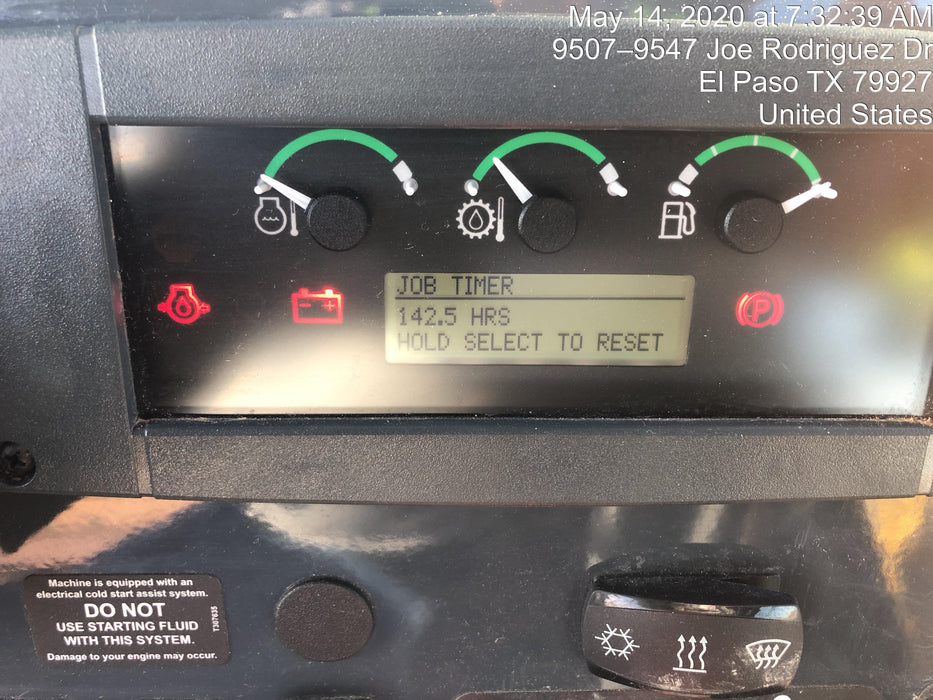 May 14, 2020 at 7:32:39 AM
9507–9547 Joe Rodriguez Dr
El Paso TX 79927
United States
JOB TIMER
142.5 HRS
HOLD SELECT TO RESET
P
Machine is equipped with an
electrical cold start assist system.
DO NOT
USE STARTING FLUID
WITH THIS SYSTEM.
Damage to your engine may occur.
T307635